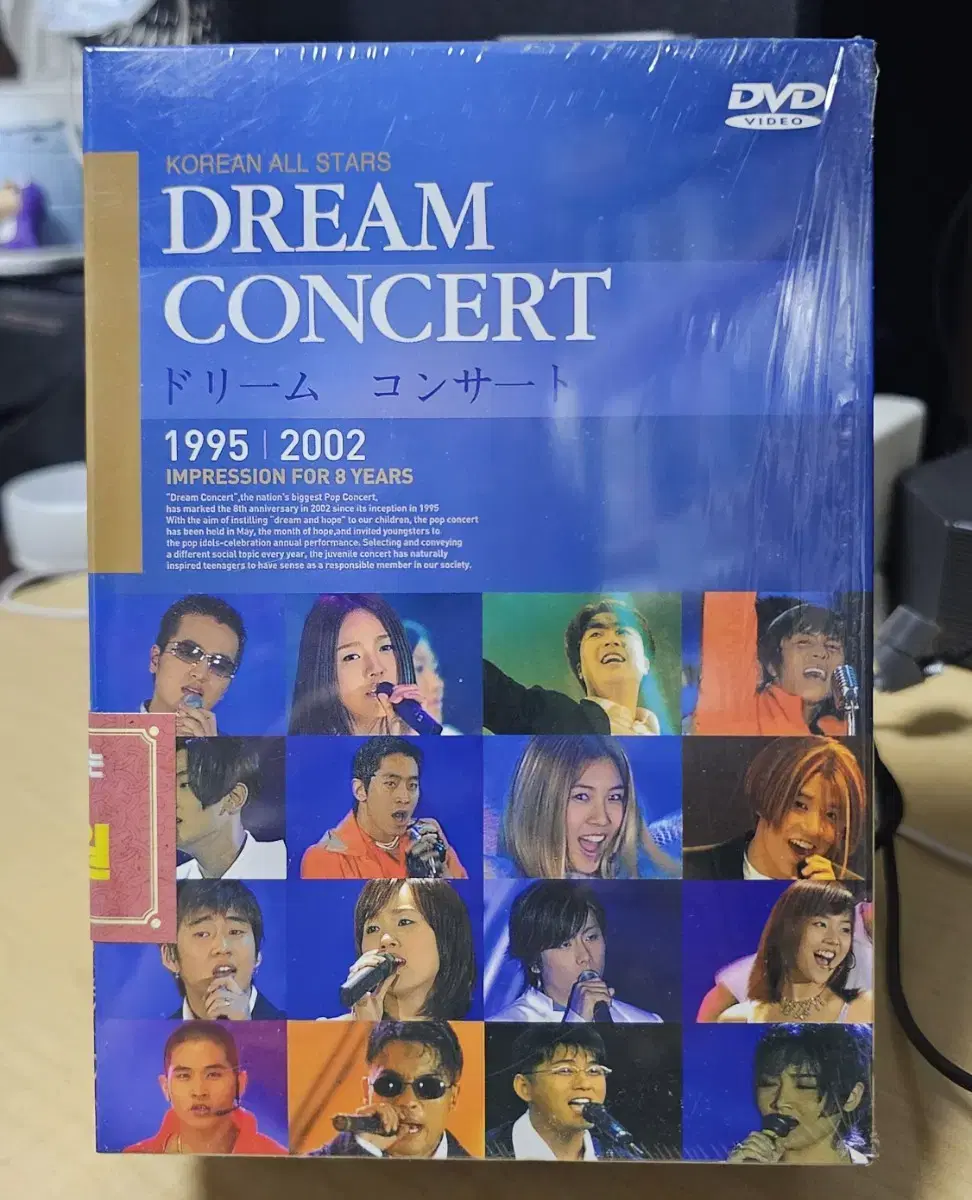 DVD
VIDEO
KOREAN ALL STARS
DREAM
CONCERT
ドリーム コンサート
1995 | 2002
IMPRESSION FOR 8 YEARS
"Dream Concert",the nation's biggest Pop Concert,
has marked the 8th anniversary in 2002 since its inception in 1995
With the aim of instilling "dream and hope" to our children, the pop concert
has been held in May, the month of hope,and invited youngsters to
the pop idols-celebration annual performance. Selecting and conveying
a different social topic every year, the juvenile concert has naturally
inspired teenagers to have sense as a responsible member in our society.